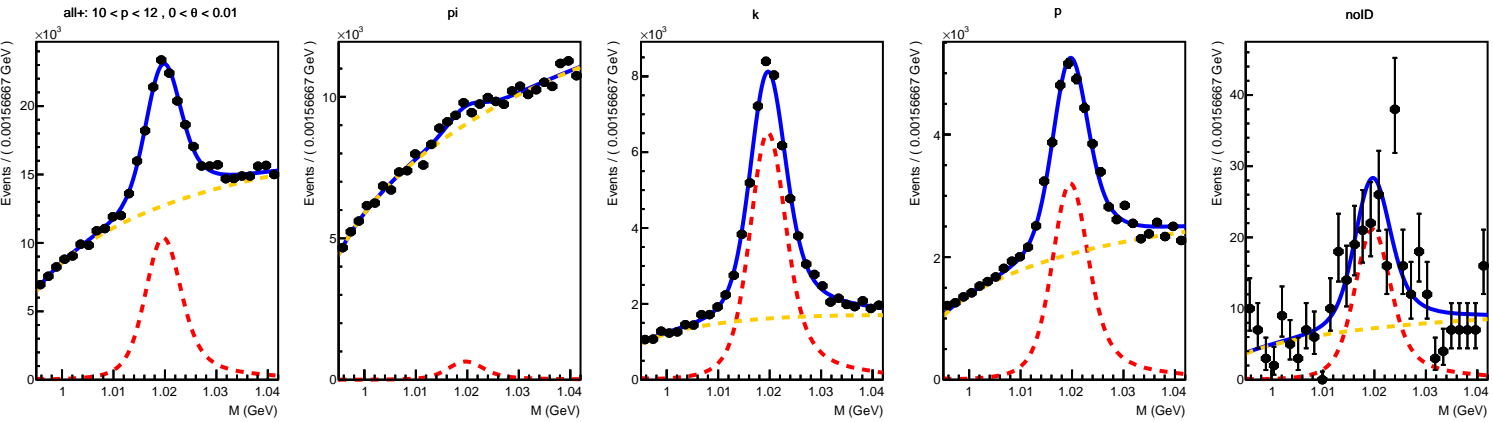 all+: 10 < p < 12 , 0 < θ < 0.01
×10³
Events / ( 0.00156667 GeV )
20
15
10
5
0
1 1.01 1.02 1.03 1.04
M (GeV)
pi
×10³
Events / ( 0.00156667 GeV )
10
5
0
1 1.01 1.02 1.03 1.04
M (GeV)
k
×10³
Events / ( 0.00156667 GeV )
8
6
4
2
0
1 1.01 1.02 1.03 1.04
M (GeV)
p
×10³
Events / ( 0.00156667 GeV )
4
2
0
1 1.01 1.02 1.03 1.04
M (GeV)
noID
Events / ( 0.00156667 GeV )
40
30
20
10
0
1 1.01 1.02 1.03 1.04
M (GeV)